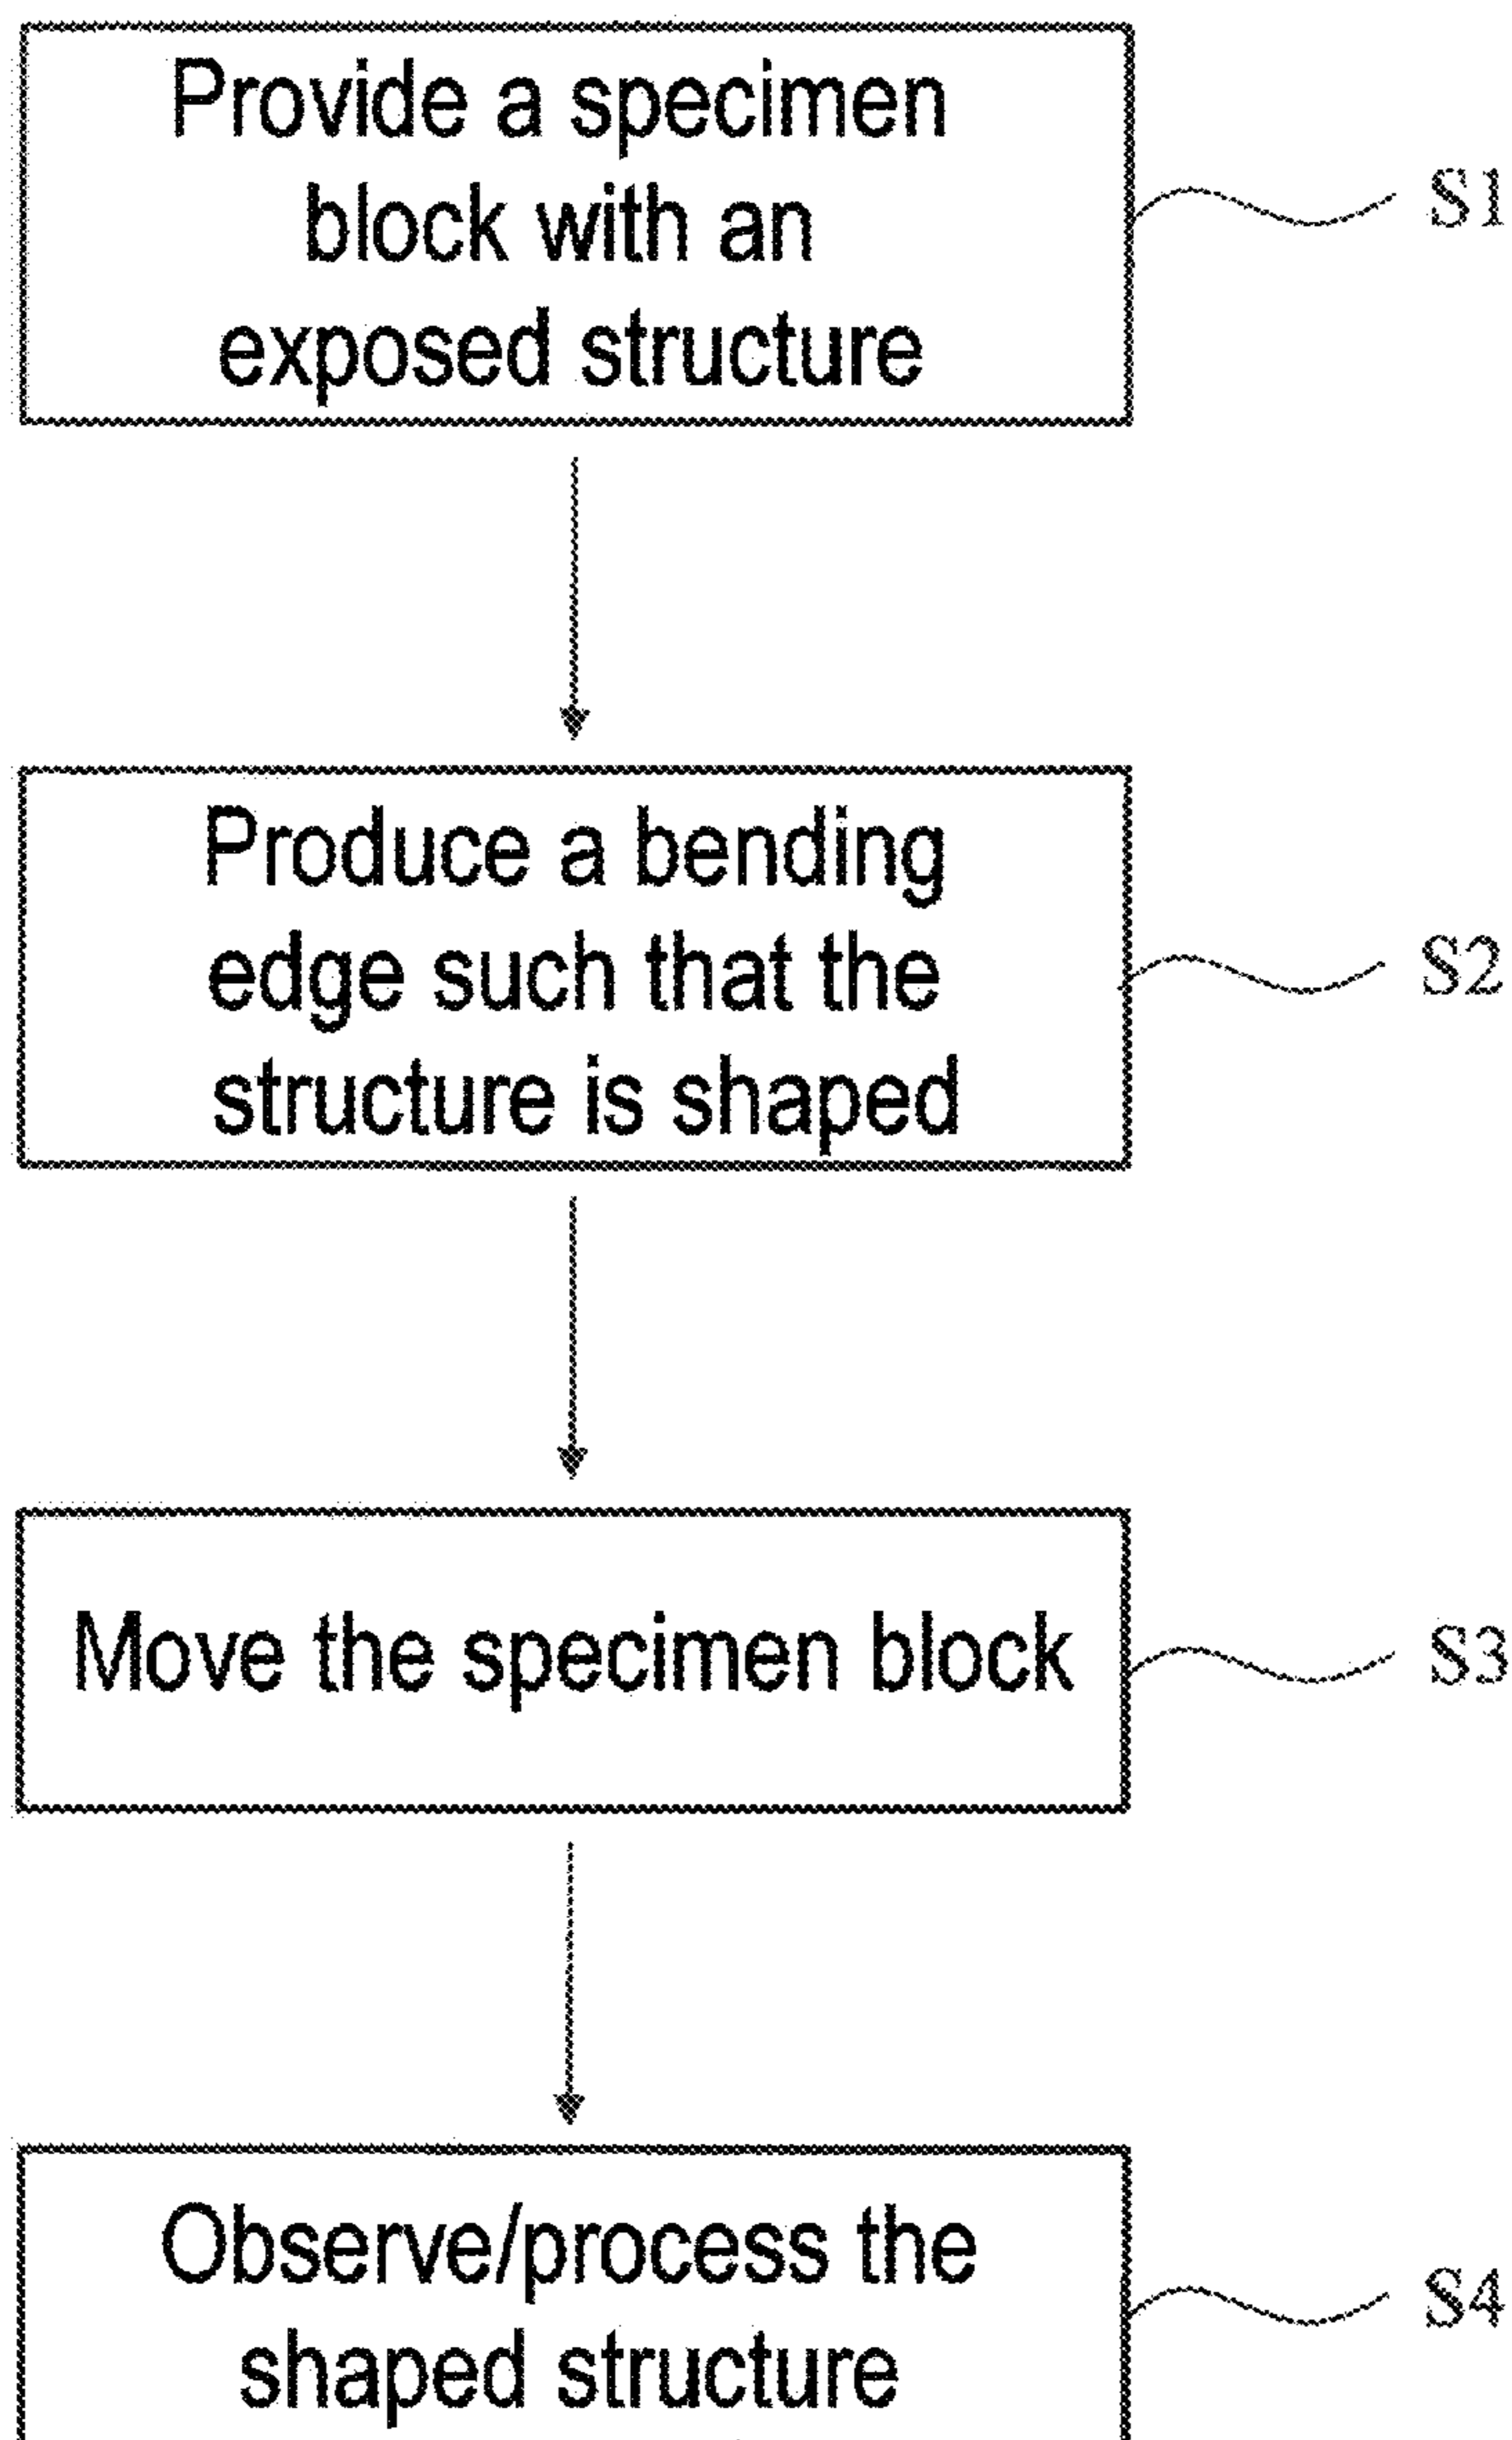 Provide a specimen
block with an
exposed structure
S1
Produce a bending
edge such that the
structure is shaped
S2
Move the specimen block
S3
Observe/process the
shaped structure
S4